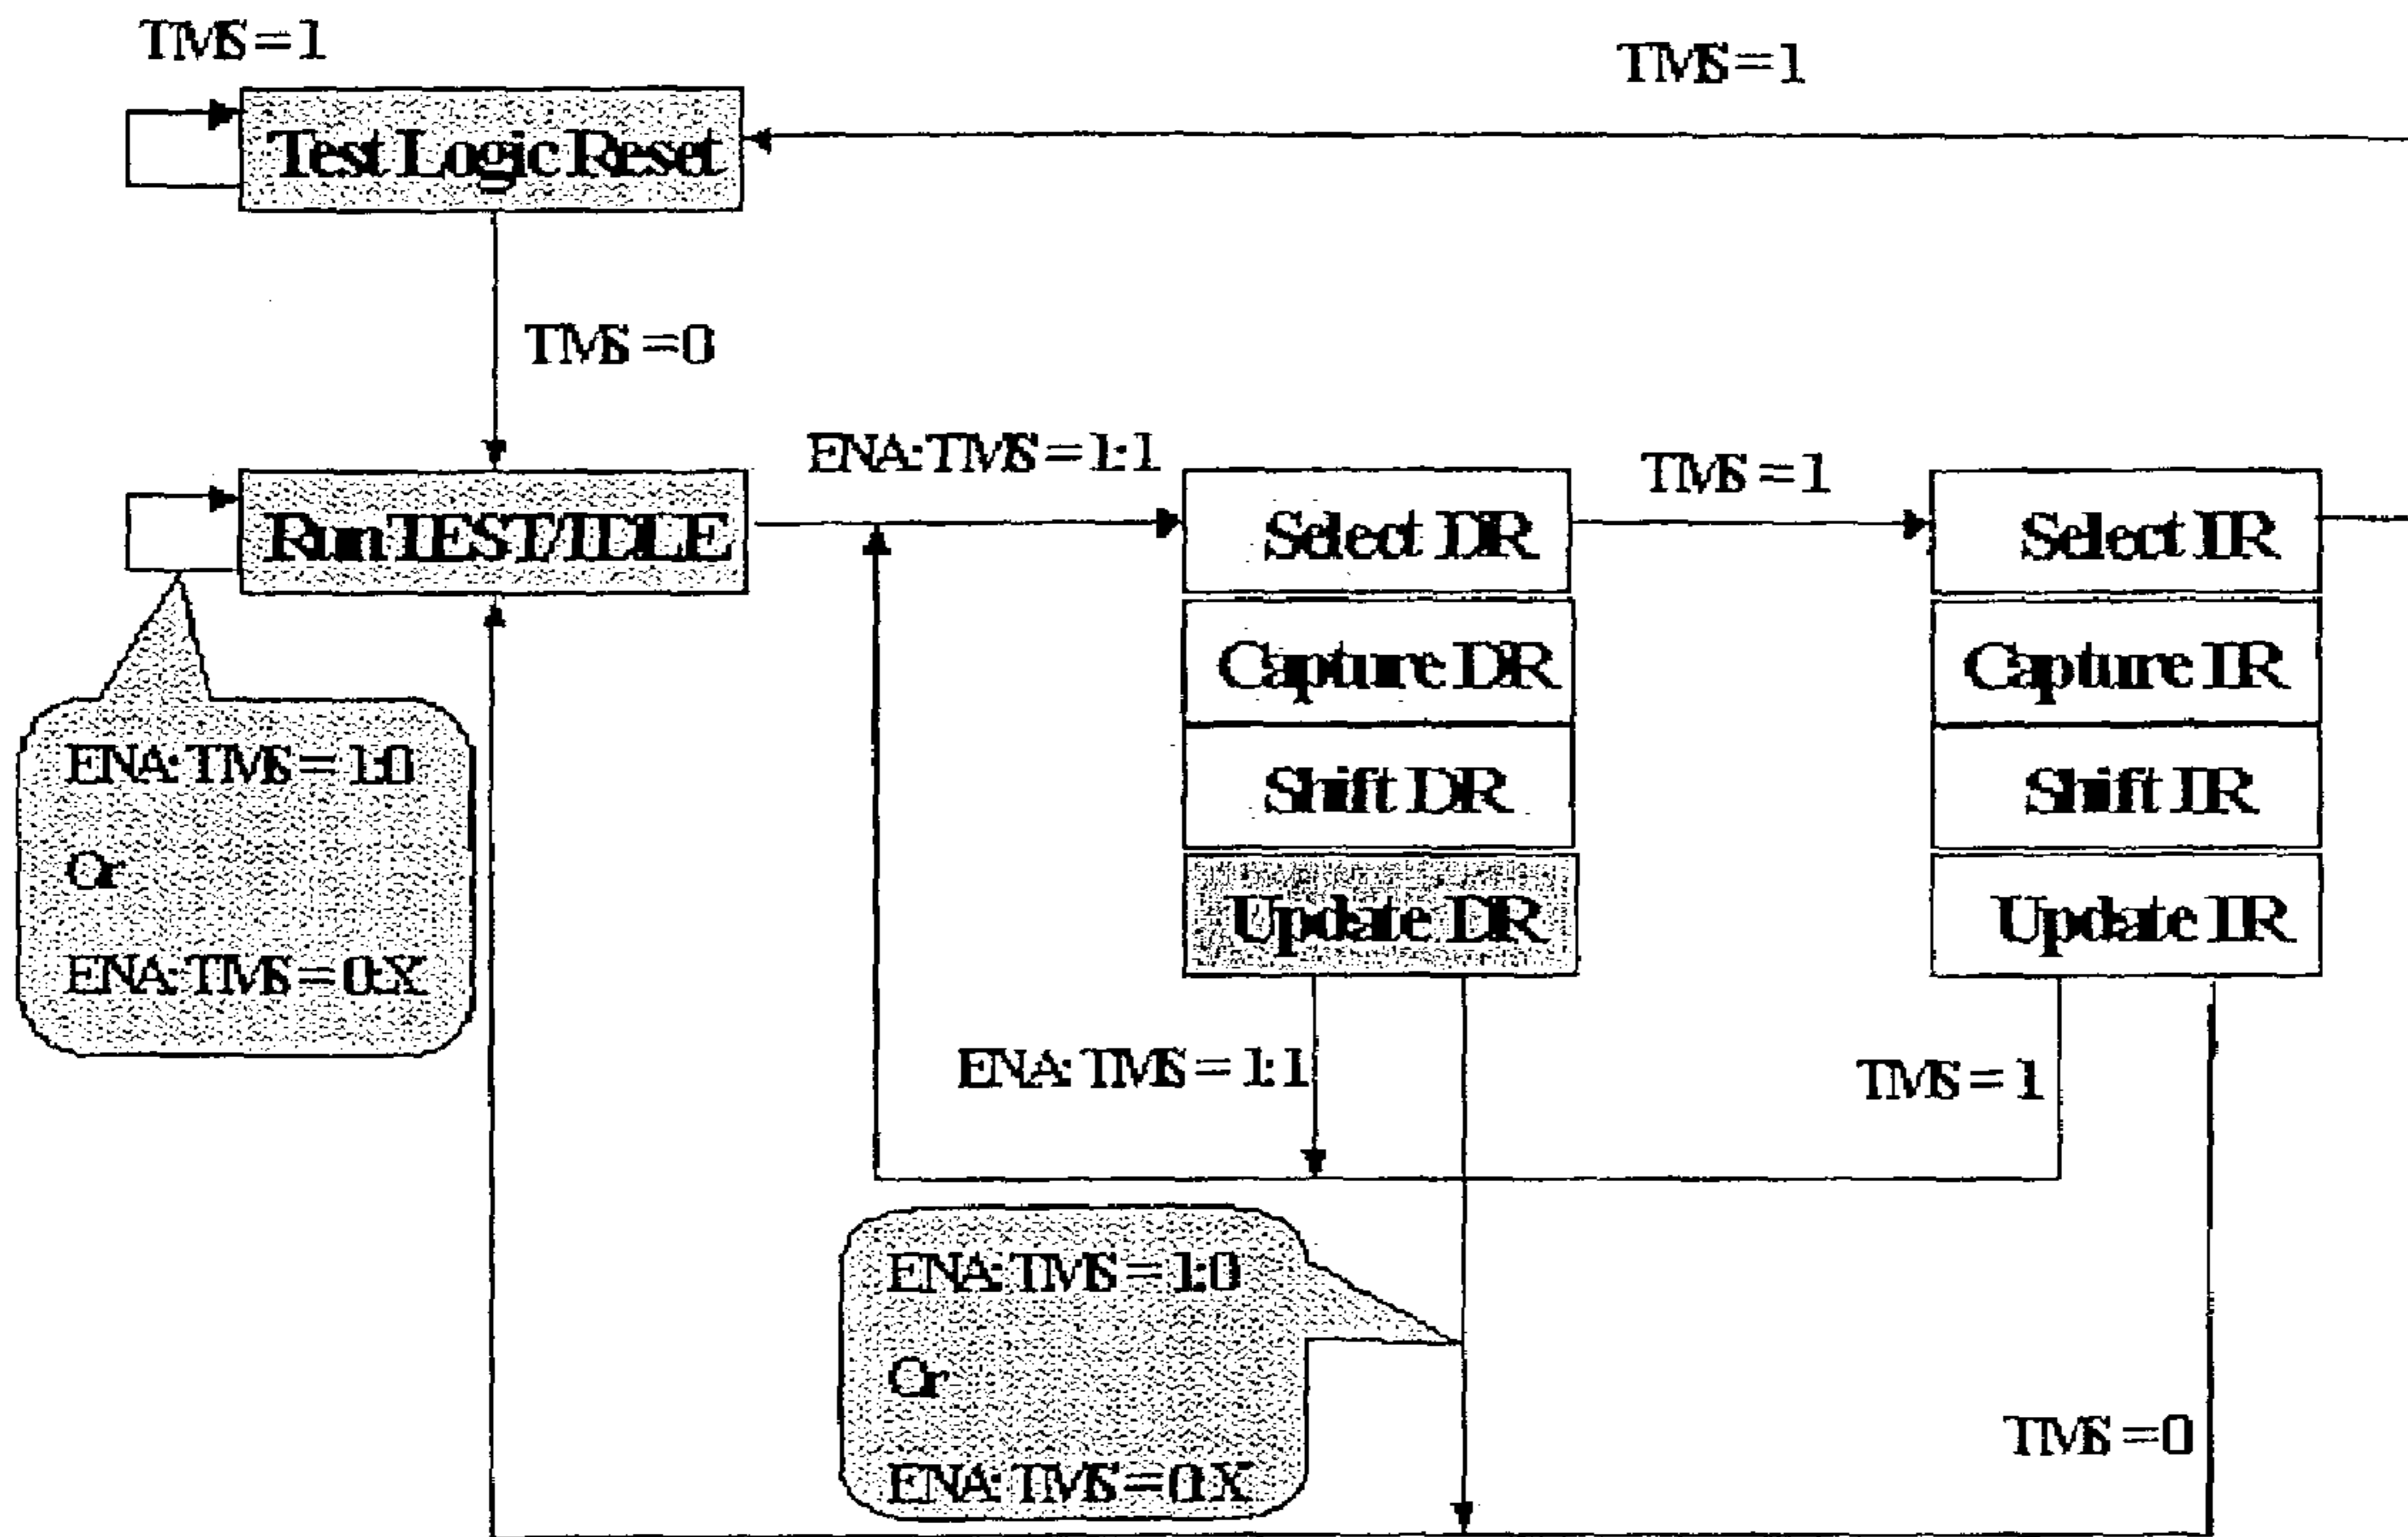 TMS=1
TMS=1
Test Logic Reset
TMS=0
ENA:TMS=1:1
TMS=1
Run TEST/IDLE
Select DR
Select IR
Capture DR
Capture IR
ENA:TMS=1:0
Shift DR
Shift IR
Or
Update DR
Update IR
ENA:TMS=0:X
ENA:TMS=1:1
TMS=1
ENA:TMS=1:0
Or
TMS=0
ENA:TMS=0:X